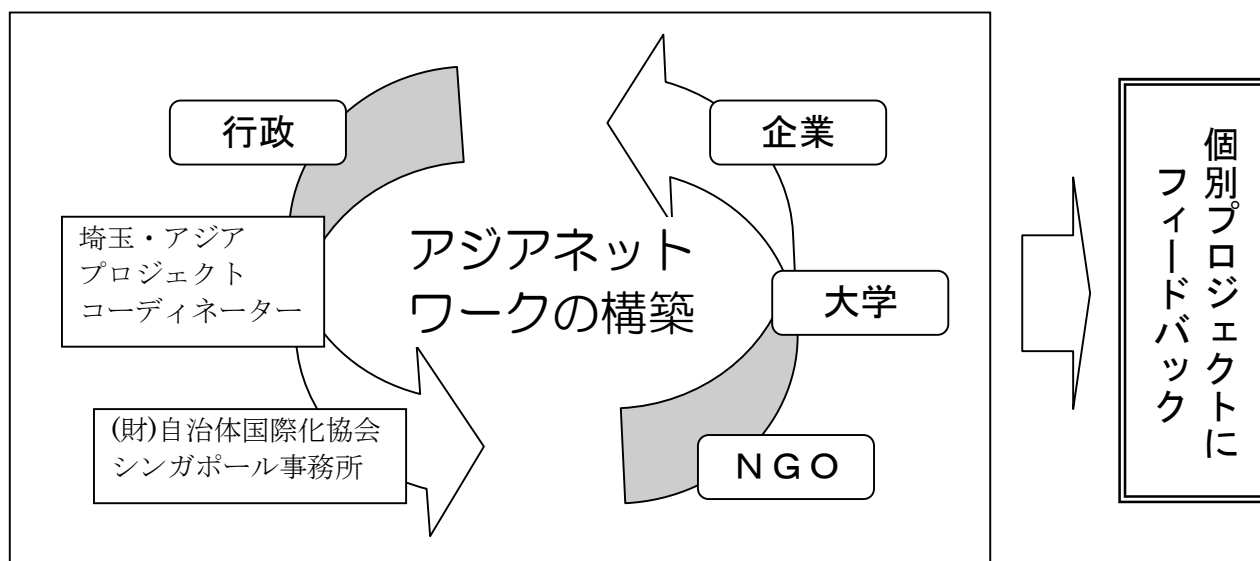 行政
企業
埼玉・アジア
プロジェクト
コーディネーター
アジアネット
ワークの構築
大学
(財)自治体国際化協会
シンガポール事務所
ＮＧＯ
個別プロジェクトに
フィードバック